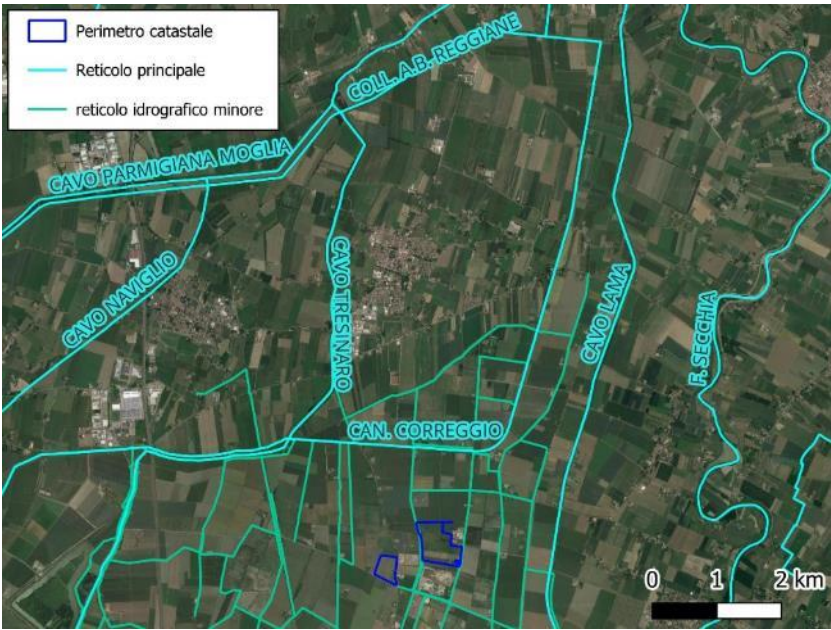 Perimetro catastale
Reticolo principale
reticolo idrografico minore
COLL. A.B. REGGIANE
CAVO PARMIGIANA MOGLIA
CAVO NAVIGLIO
CAVO TRESINARO
CAVO LAMA
F. SECCHIA
CAN. CORREGGIO
0 1 2 km